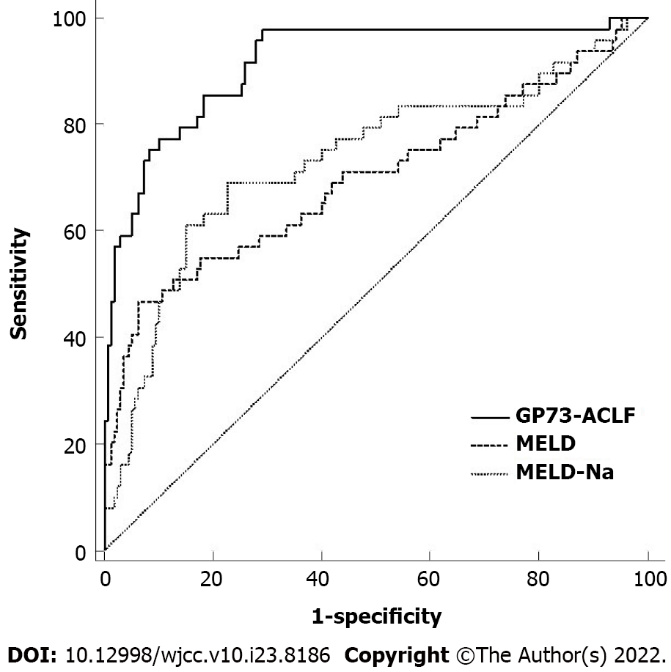 100
80
60
40
20
0
Sensitivity
GP73-ACLF
MELD
MELD-Na
0 20 40 60 80 100
1-specificity
DOI: 10.12998/wjcc.v10.i23.8186 Copyright ©The Author(s) 2022.